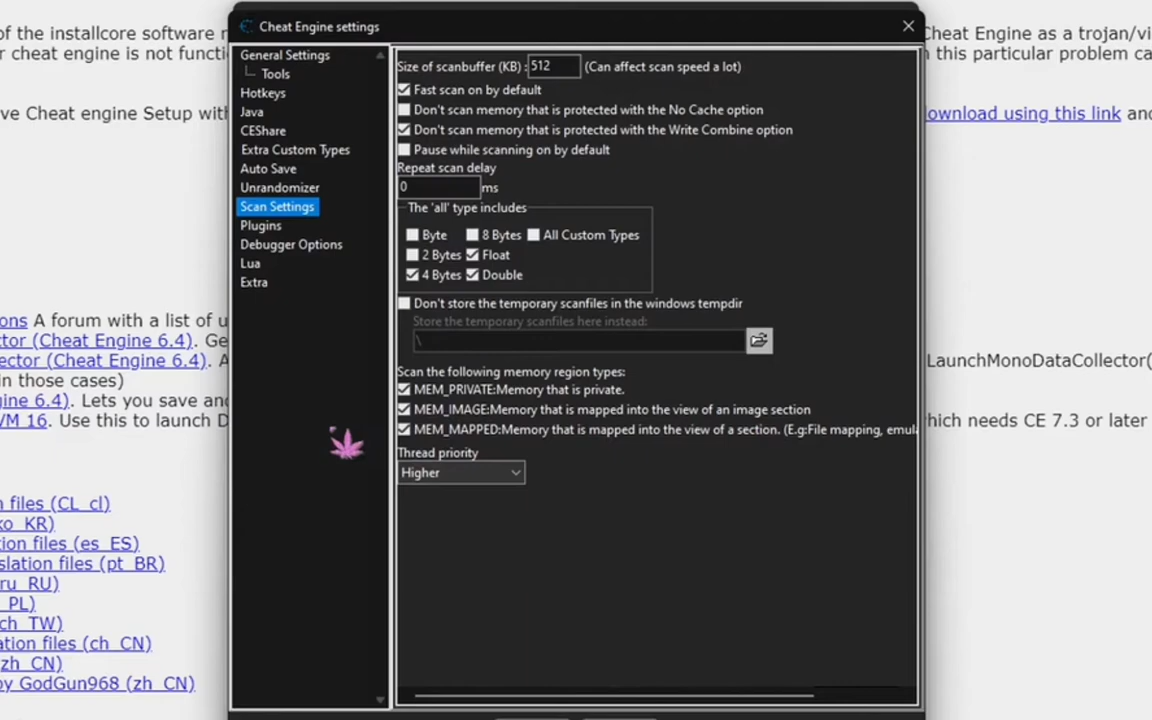 Cheat Engine settings
of the installcore software
Cheat Engine as a trojan/vi
r cheat engine is not functi
this particular problem ca
ve Cheat engine Setup with
ownload using this link and
ons A forum with a list of u
ctor (Cheat Engine 6.4). Ge
ector (Cheat Engine 6.4). A
LaunchMonoDataCollector(
in those cases)
gine 6.4). Lets you save and
VM 16. Use this to launch D
which needs CE 7.3 or later
n files (CL_cl)
ko_KR)
tion files (es_ES)
slation files (pt_BR)
ru_RU)
_PL)
ch_TW)
ation files (ch_CN)
zh_CN)
by GodGun968 (zh_CN)
General Settings
Tools
Hotkeys
Java
CEShare
Extra Custom Types
Auto Save
Unrandomizer
Scan Settings
Plugins
Debugger Options
Lua
Extra
Size of scanbuffer (KB) : 512 (Can affect scan speed a lot)
Fast scan on by default
Don't scan memory that is protected with the No Cache option
Don't scan memory that is protected with the Write Combine option
Pause while scanning on by default
Repeat scan delay
0 ms
The 'all' type includes
Byte 8 Bytes All Custom Types
2 Bytes Float
4 Bytes Double
Don't store the temporary scanfiles in the windows tempdir
Store the temporary scanfiles here instead:
\
Scan the following memory region types:
MEM_PRIVATE:Memory that is private.
MEM_IMAGE:Memory that is mapped into the view of an image section
MEM_MAPPED:Memory that is mapped into the view of a section. (E.g:File mapping, emula
Thread priority
Higher